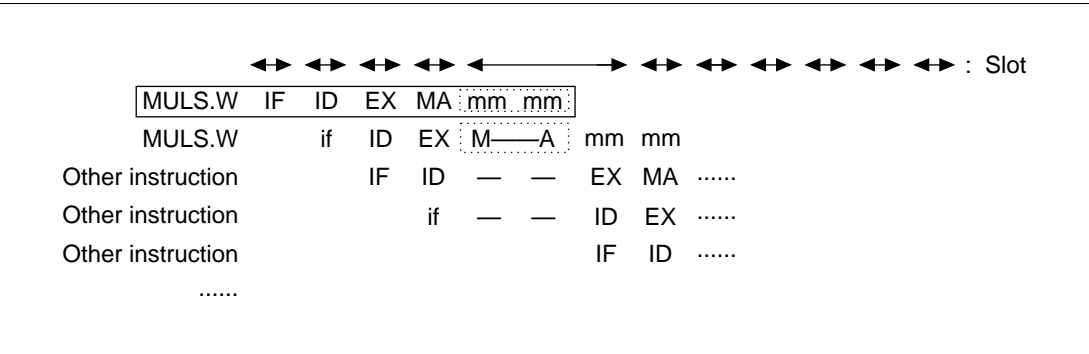 : Slot
MULS.W IF ID EX MA mm mm
MULS.W if ID EX M——A mm mm
Other instruction IF ID — — EX MA ······
Other instruction if — — ID EX ······
Other instruction IF ID ······
······